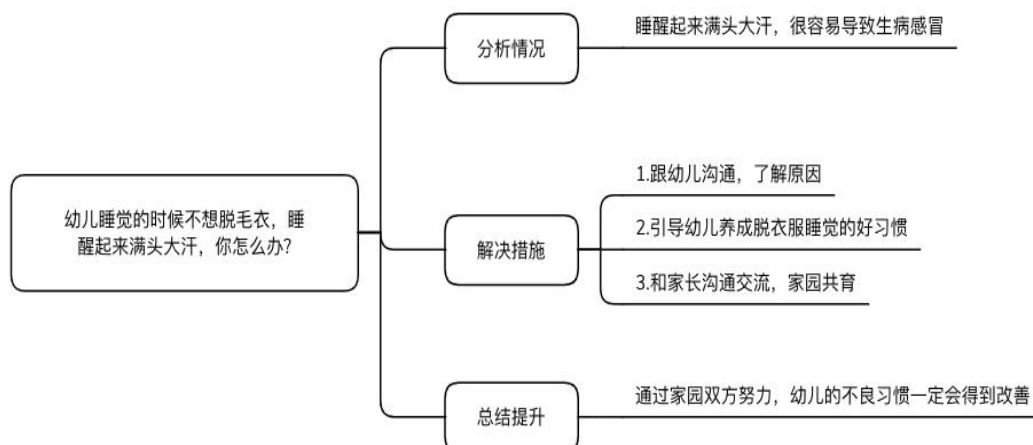 幼儿睡觉的时候不想脱毛衣，睡
醒起来满头大汗，你怎么办?
分析情况
睡醒起来满头大汗，很容易导致生病感冒
解决措施
1.跟幼儿沟通，了解原因
2.引导幼儿养成脱衣服睡觉的好习惯
3.和家长沟通交流，家园共育
总结提升
通过家园双方努力，幼儿的不良习惯一定会得到改善